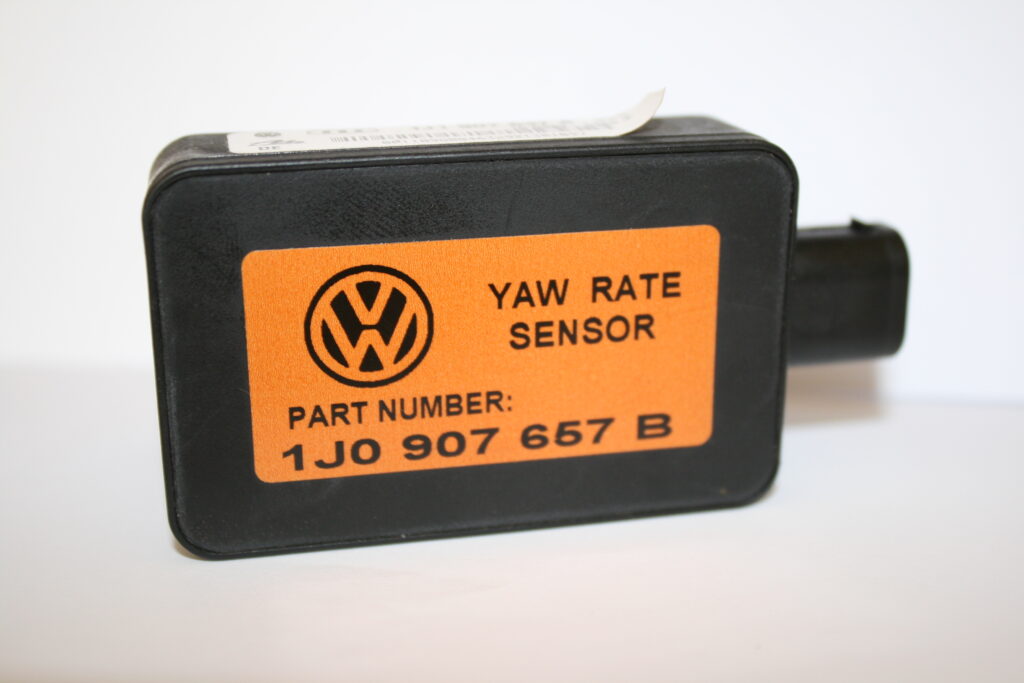 YAW RATE
SENSOR
PART NUMBER:
1J0 907 657 B